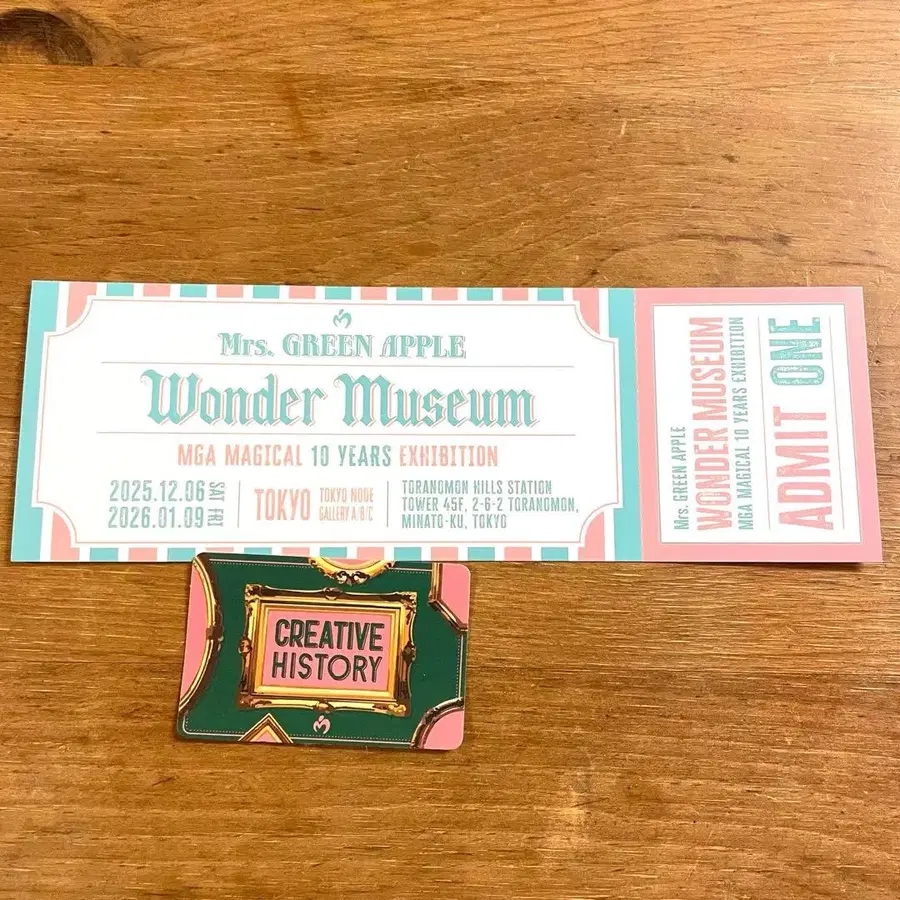 Mrs. GREEN APPLE
Wonder Museum
MGA MAGICAL 10 YEARS EXHIBITION
2025.12.06 SAT
2026.01.09 FRI
TOKYO
TOKYO NODE
GALLERY A/B/C
TORANOMON HILLS STATION
TOWER 45F, 2-6-2 TORANOMON,
MINATO-KU, TOKYO
Mrs. GREEN APPLE
WONDER MUSEUM
MGA MAGICAL 10 YEARS EXHIBITION
ADMIT ONE
CREATIVE
HISTORY